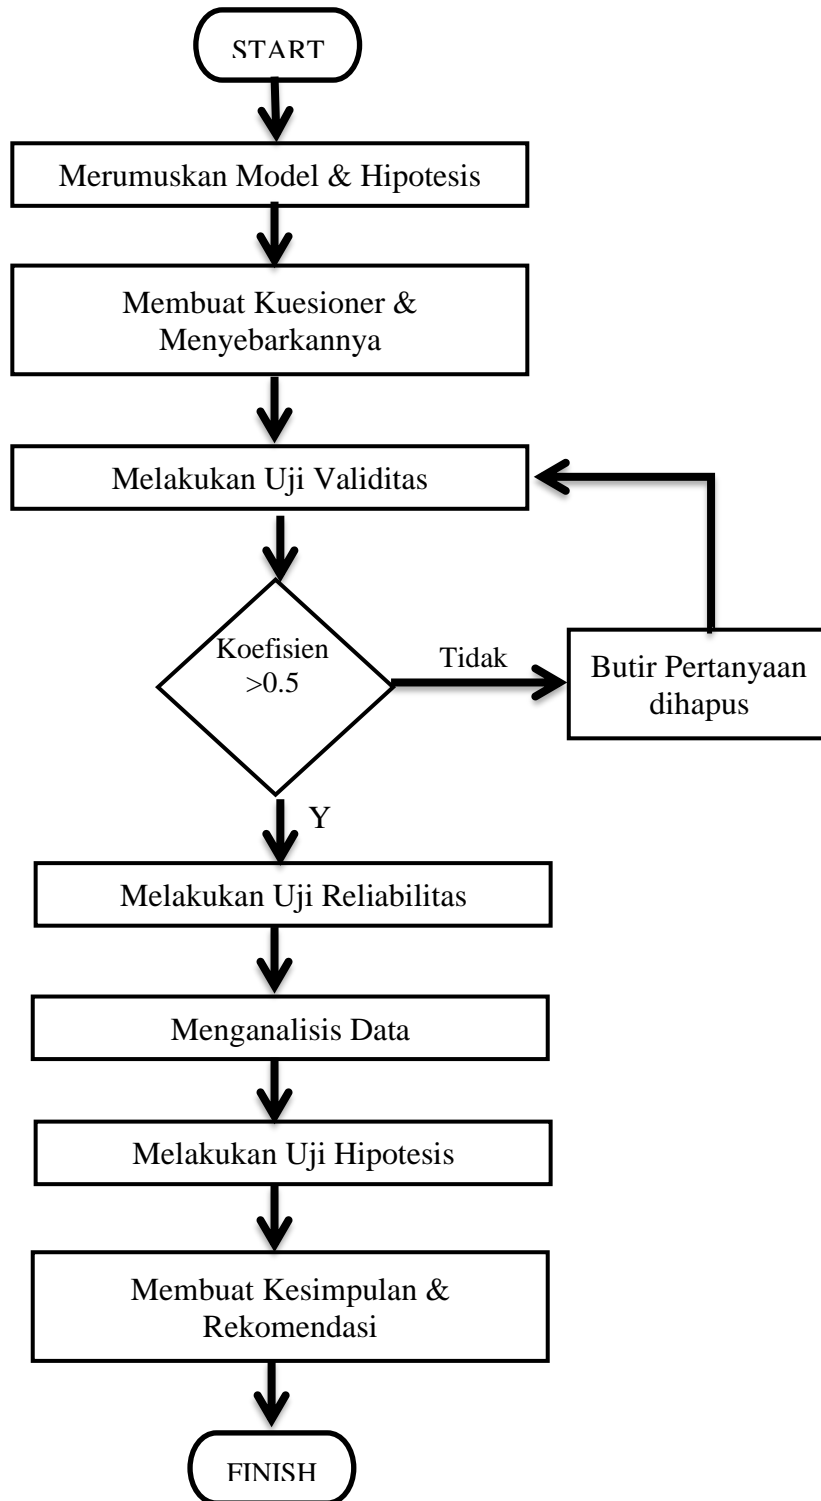 START
Merumuskan Model & Hipotesis
Membuat Kuesioner &
Menyebarkannya
Melakukan Uji Validitas
Koefisien
>0.5
Tidak
Butir Pertanyaan
dihapus
Y
Melakukan Uji Reliabilitas
Menganalisis Data
Melakukan Uji Hipotesis
Membuat Kesimpulan &
Rekomendasi
FINISH